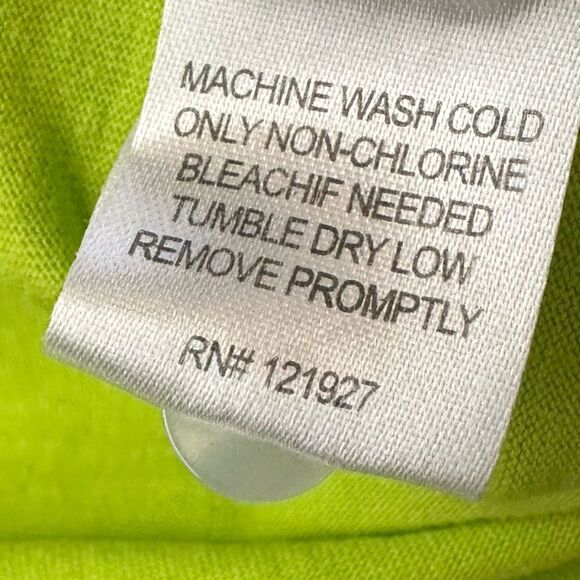 MACHINE WASH COLD
ONLY NON-CHLORINE
BLEACHIF NEEDED
TUMBLE DRY LOW
REMOVE PROMPTLY
RN# 121927